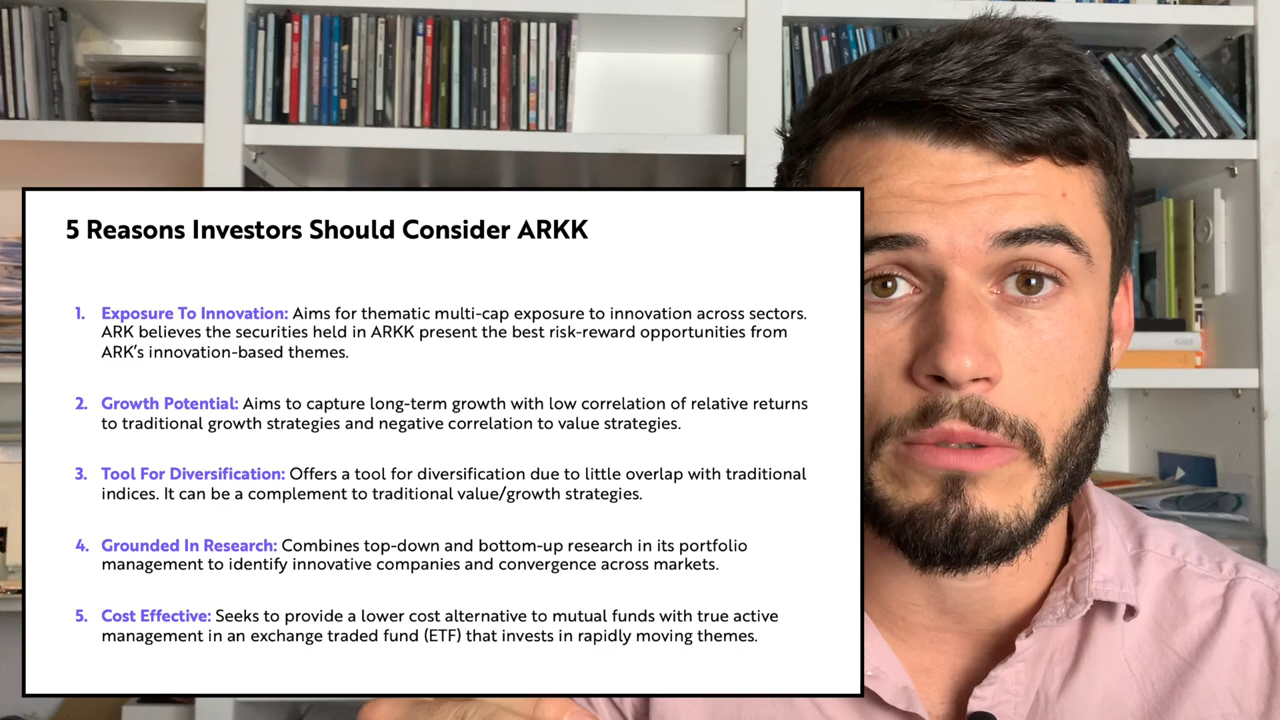 5 Reasons Investors Should Consider ARKK
1. Exposure To Innovation: Aims for thematic multi-cap exposure to innovation across sectors.
ARK believes the securities held in ARKK present the best risk-reward opportunities from
ARK’s innovation-based themes.
2. Growth Potential: Aims to capture long-term growth with low correlation of relative returns
to traditional growth strategies and negative correlation to value strategies.
3. Tool For Diversification: Offers a tool for diversification due to little overlap with traditional
indices. It can be a complement to traditional value/growth strategies.
4. Grounded In Research: Combines top-down and bottom-up research in its portfolio
management to identify innovative companies and convergence across markets.
5. Cost Effective: Seeks to provide a lower cost alternative to mutual funds with true active
management in an exchange traded fund (ETF) that invests in rapidly moving themes.